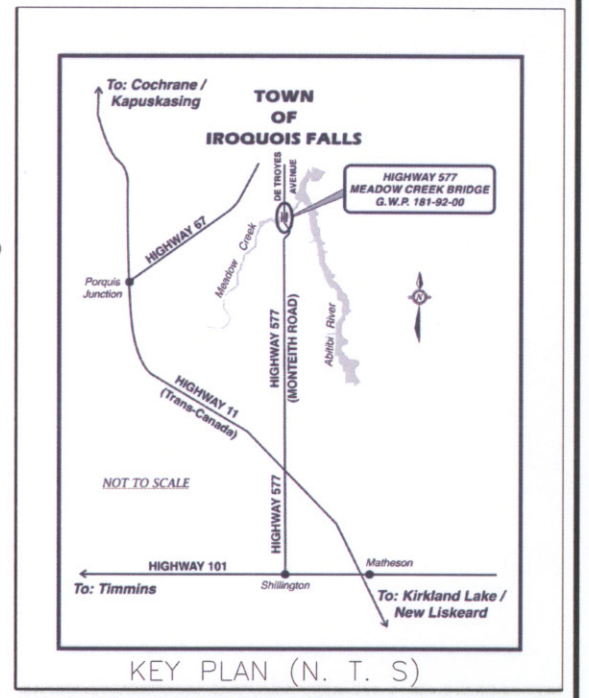 To: Cochrane /
Kapuskasing
TOWN
OF
IROQUOIS FALLS
DE TROYES
AVENUE
HIGHWAY 577
MEADOW CREEK BRIDGE
G.W.P. 181-92-00
HIGHWAY 67
Meadow Creek
Porquis
Junction
N
HIGHWAY 577
(MONTEITH ROAD)
Abitibi River
HIGHWAY 11
(Trans-Canada)
NOT TO SCALE
HIGHWAY 577
HIGHWAY 101
Matheson
To: Timmins
Shillington
To: Kirkland Lake /
New Liskeard
KEY PLAN (N. T. S)